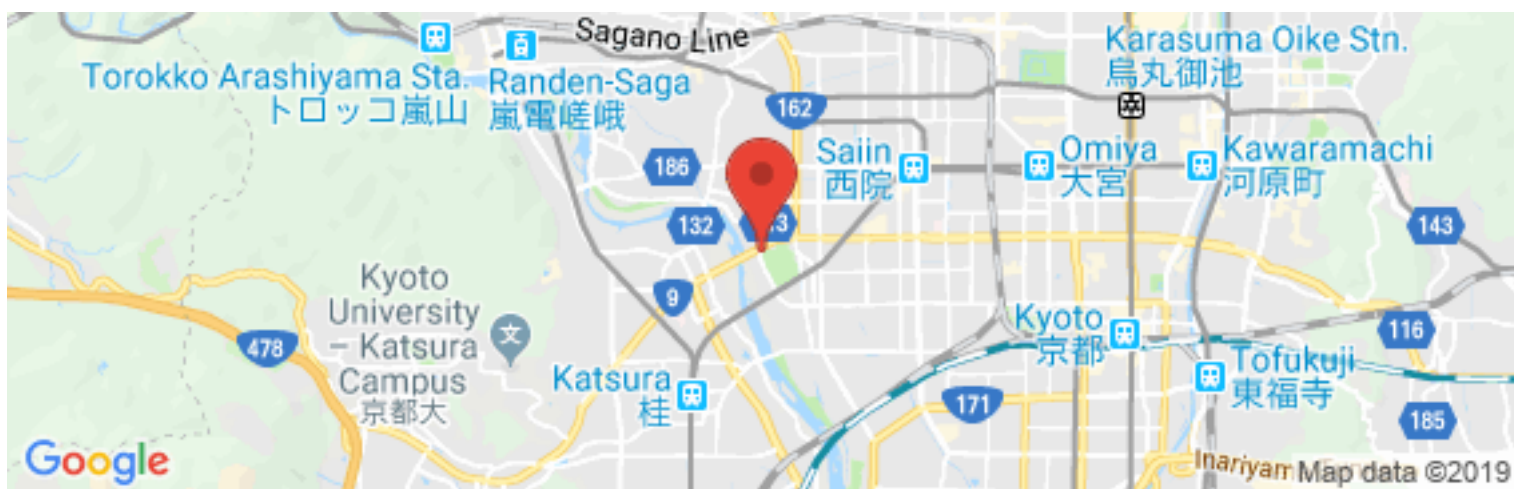 Sagano Line
Karasuma Oike Stn.
烏丸御池
Torokko Arashiyama Sta.
トロッコ嵐山
Randen-Saga
嵐電嵯峨
162
Saiin
西院
Omiya
大宮
Kawaramachi
河原町
186
132
143
9
Kyoto
University
– Katsura
Campus
京都大
478
Katsura
桂
Kyoto
京都
116
Tofukuji
東福寺
171
185
Google
Map data ©2019